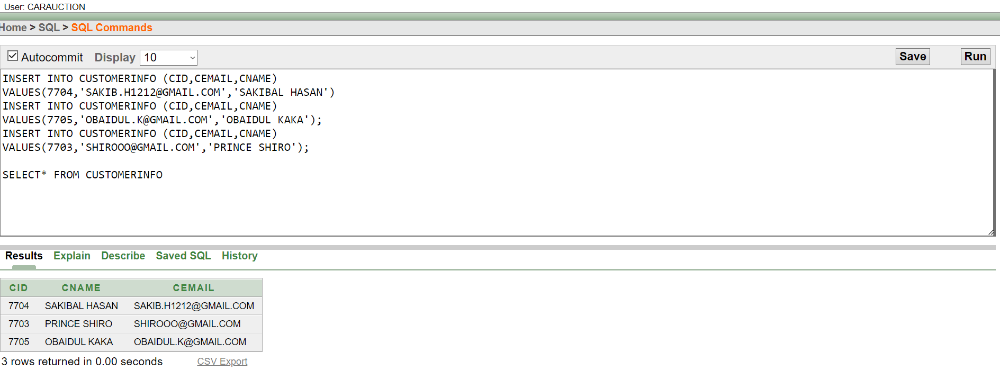 User: CARAUCTION
Home > SQL > SQL Commands
Autocommit Display 10 Save Run
INSERT INTO CUSTOMERINFO (CID,CEMAIL,CNAME)
VALUES(7704,'SAKIB.H1212@GMAIL.COM','SAKIBAL HASAN')
INSERT INTO CUSTOMERINFO (CID,CEMAIL,CNAME)
VALUES(7705,'OBAIDUL.K@GMAIL.COM','OBAIDUL KAKA');
INSERT INTO CUSTOMERINFO (CID,CEMAIL,CNAME)
VALUES(7703,'SHIROOO@GMAIL.COM','PRINCE SHIRO');
SELECT* FROM CUSTOMERINFO
Results Explain Describe Saved SQL History
CID CNAME CEMAIL
7704 SAKIBAL HASAN SAKIB.H1212@GMAIL.COM
7703 PRINCE SHIRO SHIROOO@GMAIL.COM
7705 OBAIDUL KAKA OBAIDUL.K@GMAIL.COM
3 rows returned in 0.00 seconds CSV Export